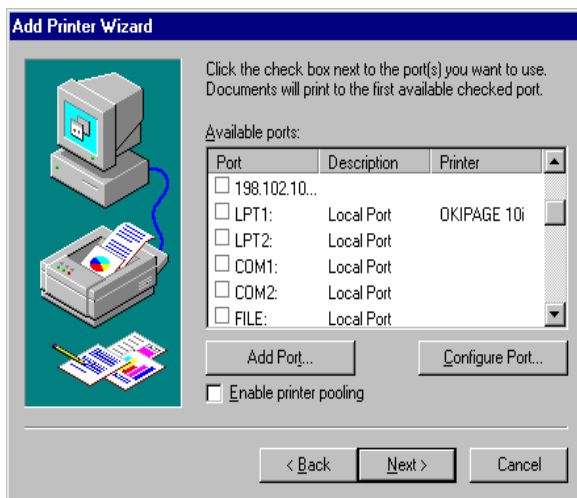 Add Printer Wizard
Click the check box next to the port(s) you want to use.
Documents will print to the first available checked port.
Available ports:
Port Description Printer
198.102.10...
LPT1: Local Port OKIPAGE 10i
LPT2: Local Port
COM1: Local Port
COM2: Local Port
FILE: Local Port
Add Port... Configure Port...
Enable printer pooling
< Back Next > Cancel